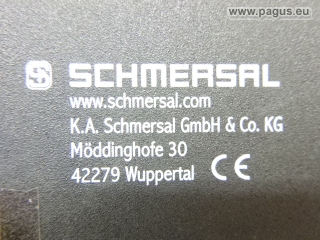 www.pagus.eu
SCHMERSAL
www.schmersal.com
K.A. Schmersal GmbH & Co. KG
Möddinghofe 30
42279 Wuppertal CE